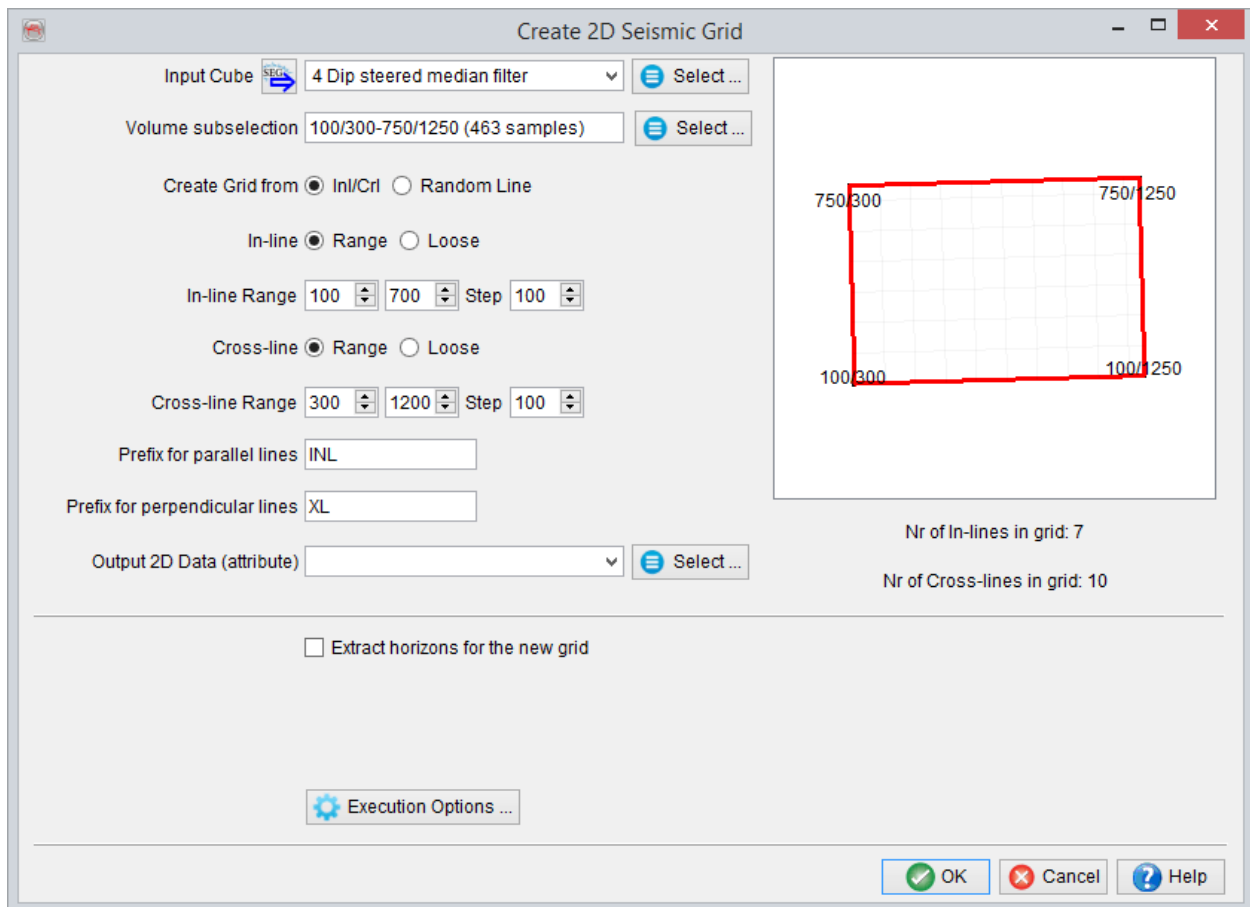 Create 2D Seismic Grid
Input Cube SEG 4 Dip steered median filter Select ...
Volume subselection 100/300-750/1250 (463 samples) Select ...
Create Grid from Inl/Crl Random Line
In-line Range Loose
In-line Range 100 700 Step 100
Cross-line Range Loose
Cross-line Range 300 1200 Step 100
Prefix for parallel lines INL
Prefix for perpendicular lines XL
Output 2D Data (attribute) Select ...
750/300 750/1250
100/300 100/1250
Nr of In-lines in grid: 7
Nr of Cross-lines in grid: 10
Extract horizons for the new grid
Execution Options ...
OK Cancel Help